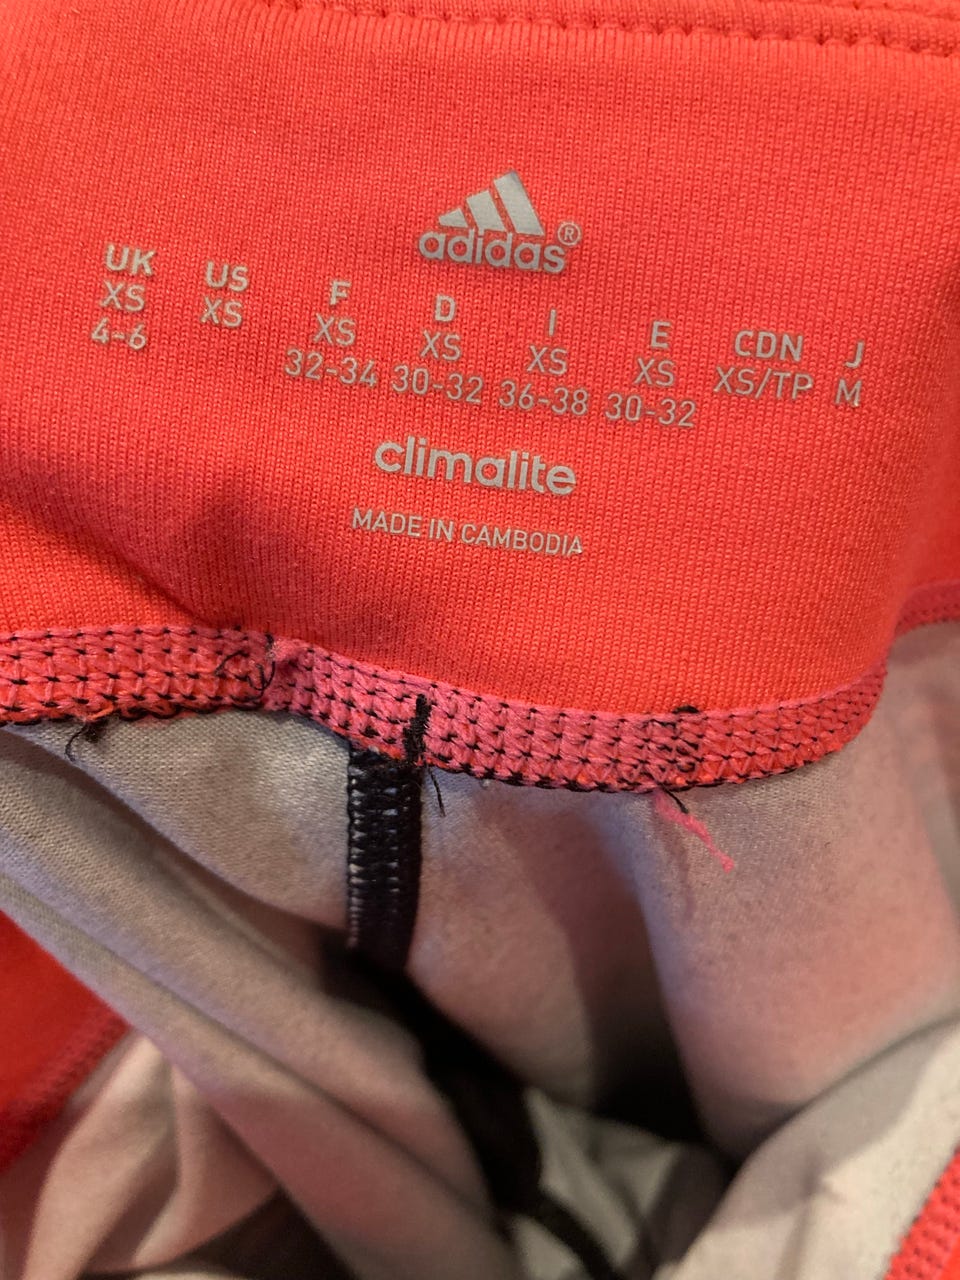 adidas®
UK US F D I E CDN J
XS XS XS XS XS XS XS/TP M
4-6 32-34 30-32 36-38 30-32
climalite
MADE IN CAMBODIA